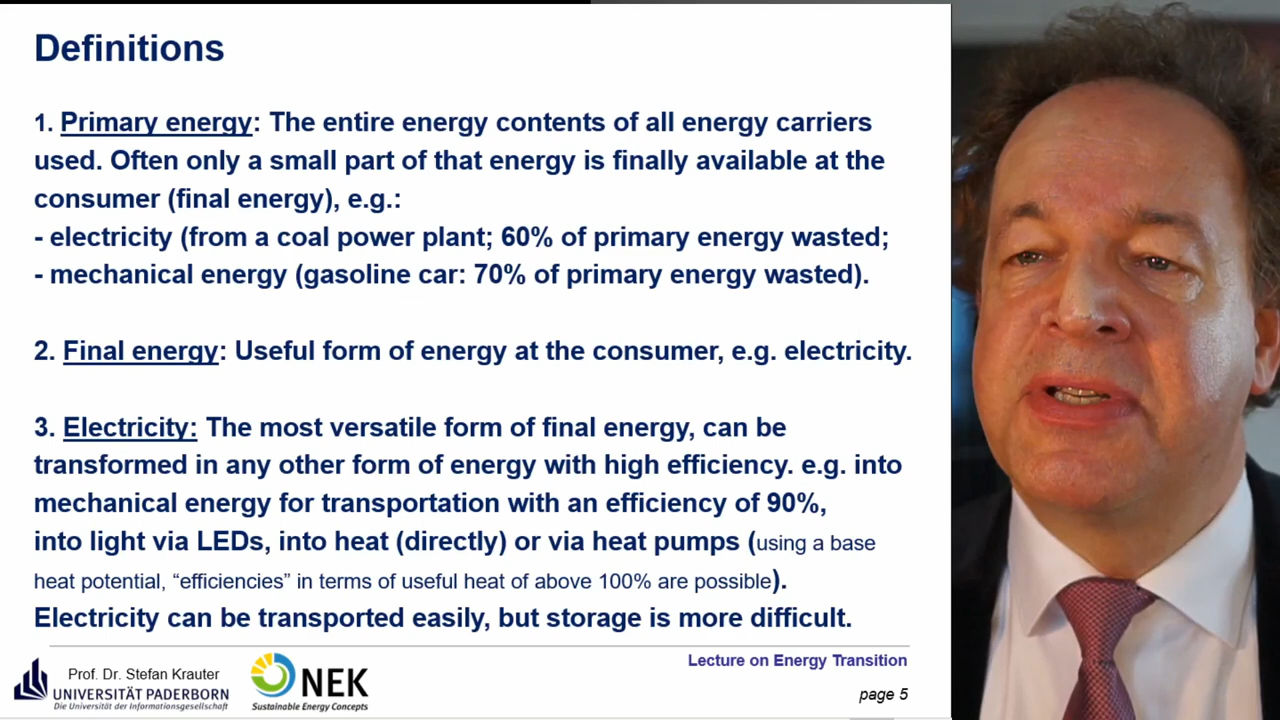 Definitions
1. Primary energy: The entire energy contents of all energy carriers
used. Often only a small part of that energy is finally available at the
consumer (final energy), e.g.:
- electricity (from a coal power plant; 60% of primary energy wasted;
- mechanical energy (gasoline car: 70% of primary energy wasted).
2. Final energy: Useful form of energy at the consumer, e.g. electricity.
3. Electricity: The most versatile form of final energy, can be
transformed in any other form of energy with high efficiency. e.g. into
mechanical energy for transportation with an efficiency of 90%,
into light via LEDs, into heat (directly) or via heat pumps (using a base
heat potential, “efficiencies” in terms of useful heat of above 100% are possible).
Electricity can be transported easily, but storage is more difficult.
Prof. Dr. Stefan Krauter
UNIVERSITÄT PADERBORN
Die Universität der Informationsgesellschaft
NEK
Sustainable Energy Concepts
Lecture on Energy Transition
page 5